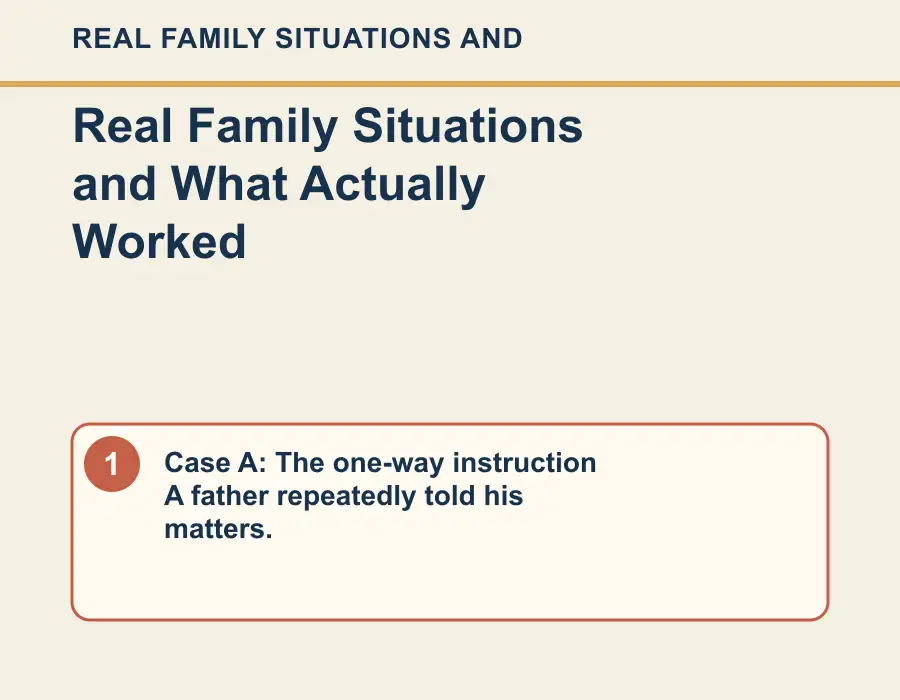 REAL FAMILY SITUATIONS AND
Real Family Situations
and What Actually
Worked
1
Case A: The one-way instruction
A father repeatedly told his
matters.